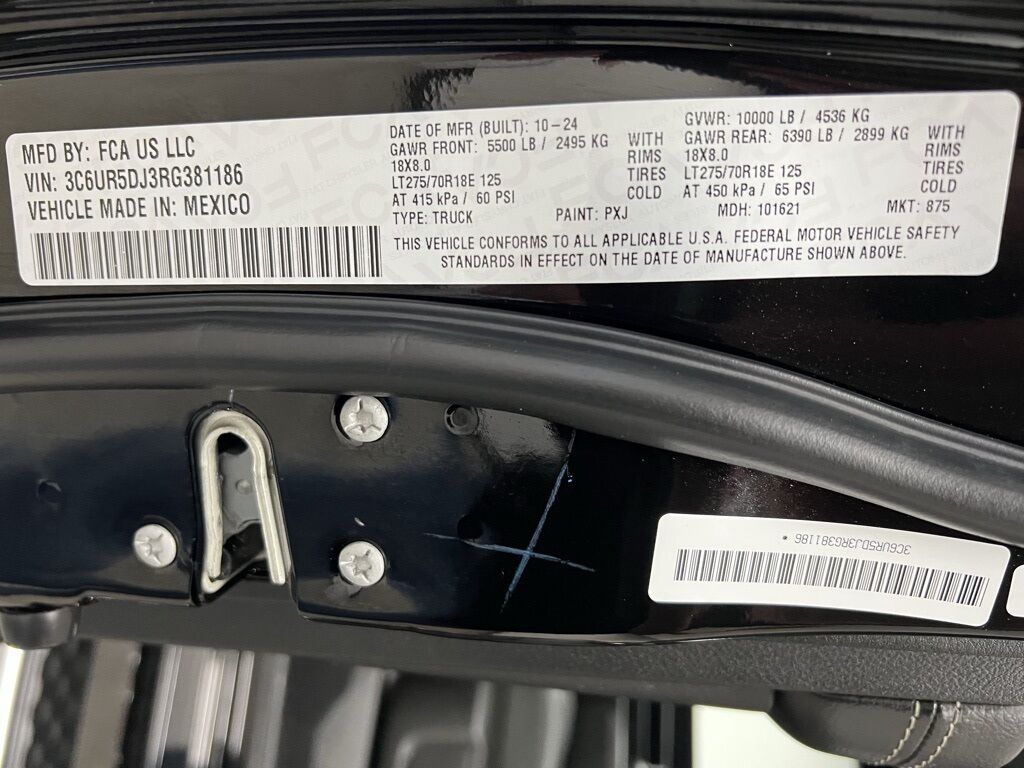 MFD BY: FCA US LLC
VIN: 3C6UR5DJ3RG381186
VEHICLE MADE IN: MEXICO
DATE OF MFR (BUILT): 10-24
GAWR FRONT: 5500 LB / 2495 KG WITH
18X8.0 RIMS
LT275/70R18E 125 TIRES
AT 415 kPa / 60 PSI COLD
GVWR: 10000 LB / 4536 KG
GAWR REAR: 6390 LB / 2899 KG WITH
18X8.0 RIMS
LT275/70R18E 125 TIRES
AT 450 kPa / 65 PSI COLD
TYPE: TRUCK PAINT: PXJ MDH: 101621 MKT: 875
THIS VEHICLE CONFORMS TO ALL APPLICABLE U.S.A. FEDERAL MOTOR VEHICLE SAFETY
STANDARDS IN EFFECT ON THE DATE OF MANUFACTURE SHOWN ABOVE.
3C6UR5DJ3RG381186 *